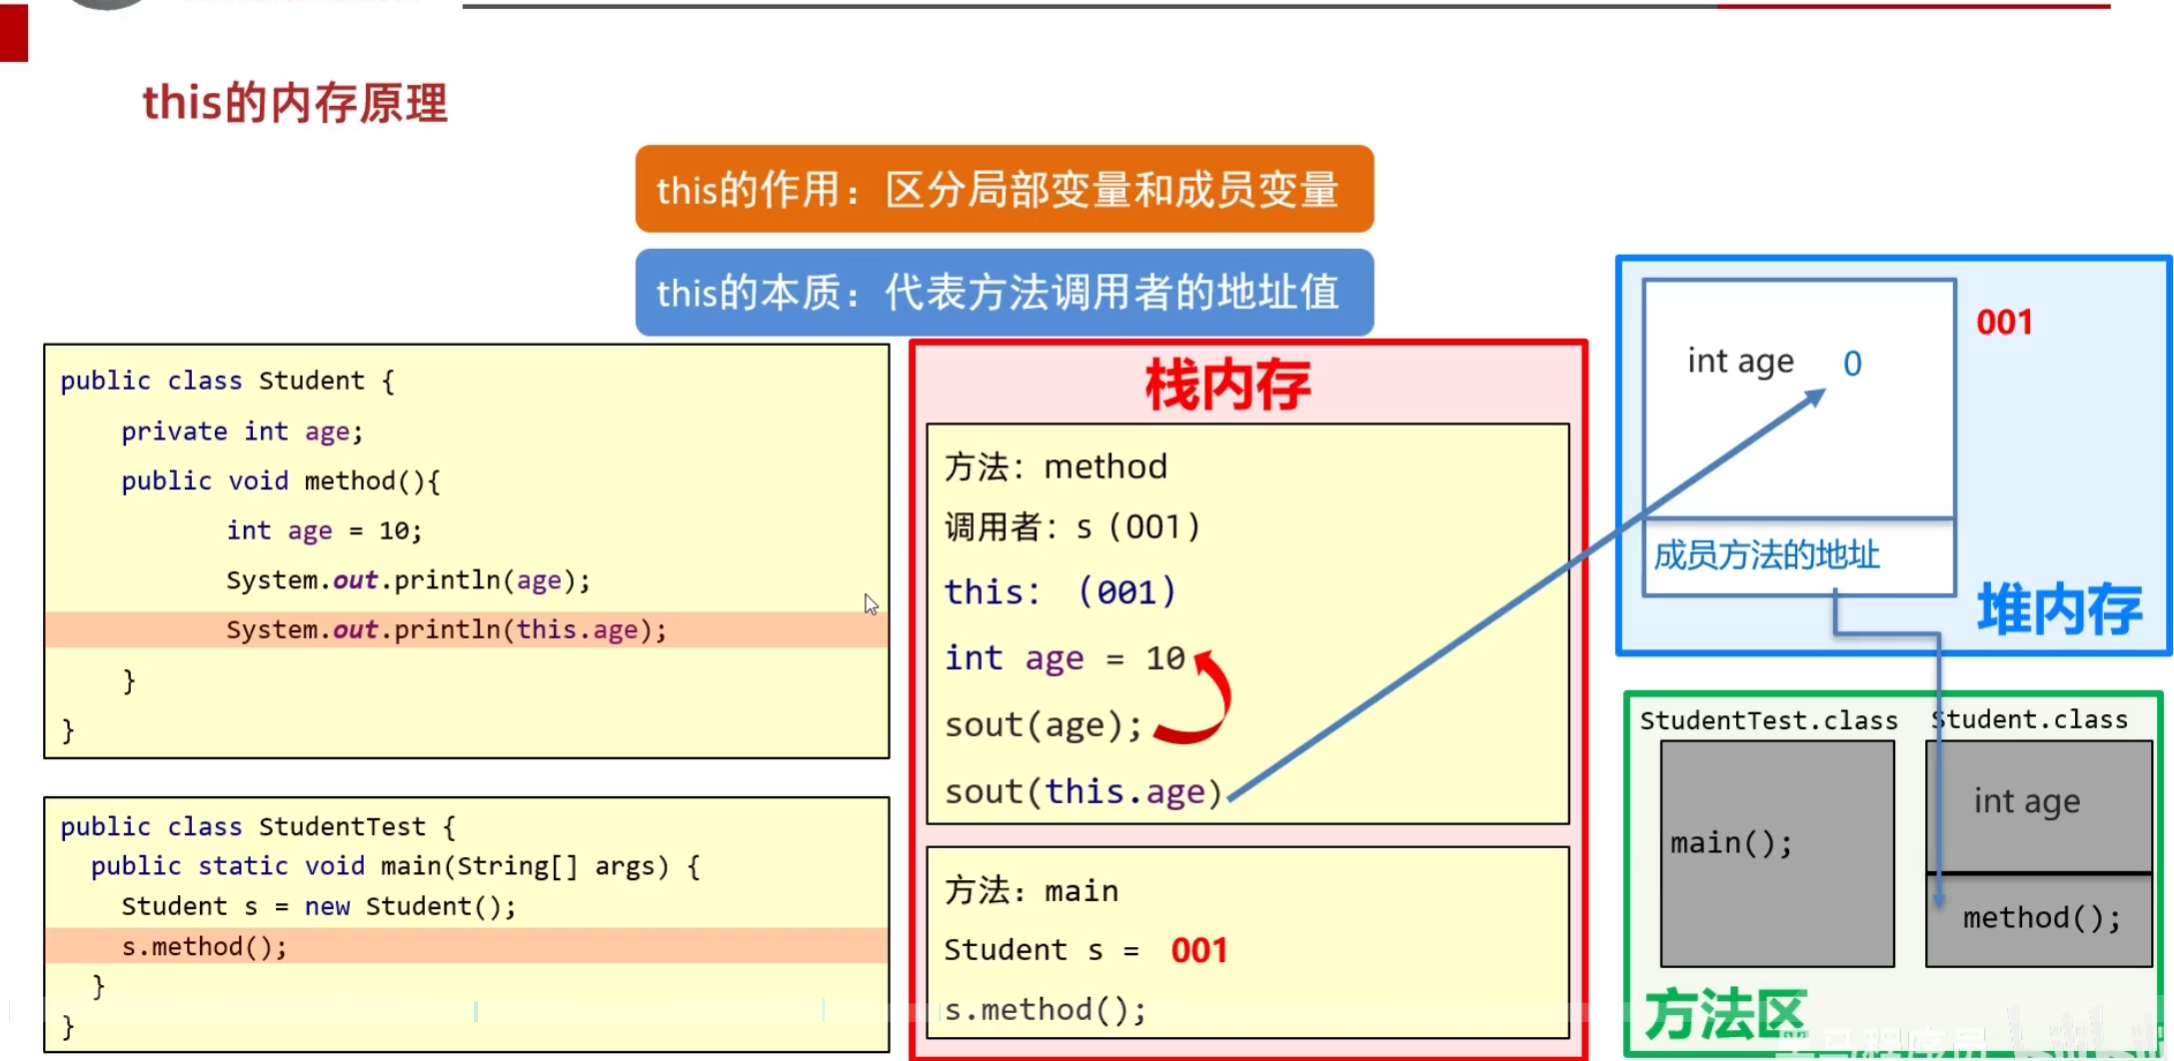 this的内存原理
this的作用：区分局部变量和成员变量
this的本质：代表方法调用者的地址值
public class Student {
private int age;
public void method(){
int age = 10;
System.out.println(age);
System.out.println(this.age);
}
}
public class StudentTest {
public static void main(String[] args) {
Student s = new Student();
s.method();
}
}
栈内存
方法：method
调用者：s（001）
this：（001）
int age = 10
sout(age);
sout(this.age)
方法：main
Student s = 001
s.method();
int age 0
001
成员方法的地址
堆内存
StudentTest.class
main();
Student.class
int age
method();
方法区
黑马程序员